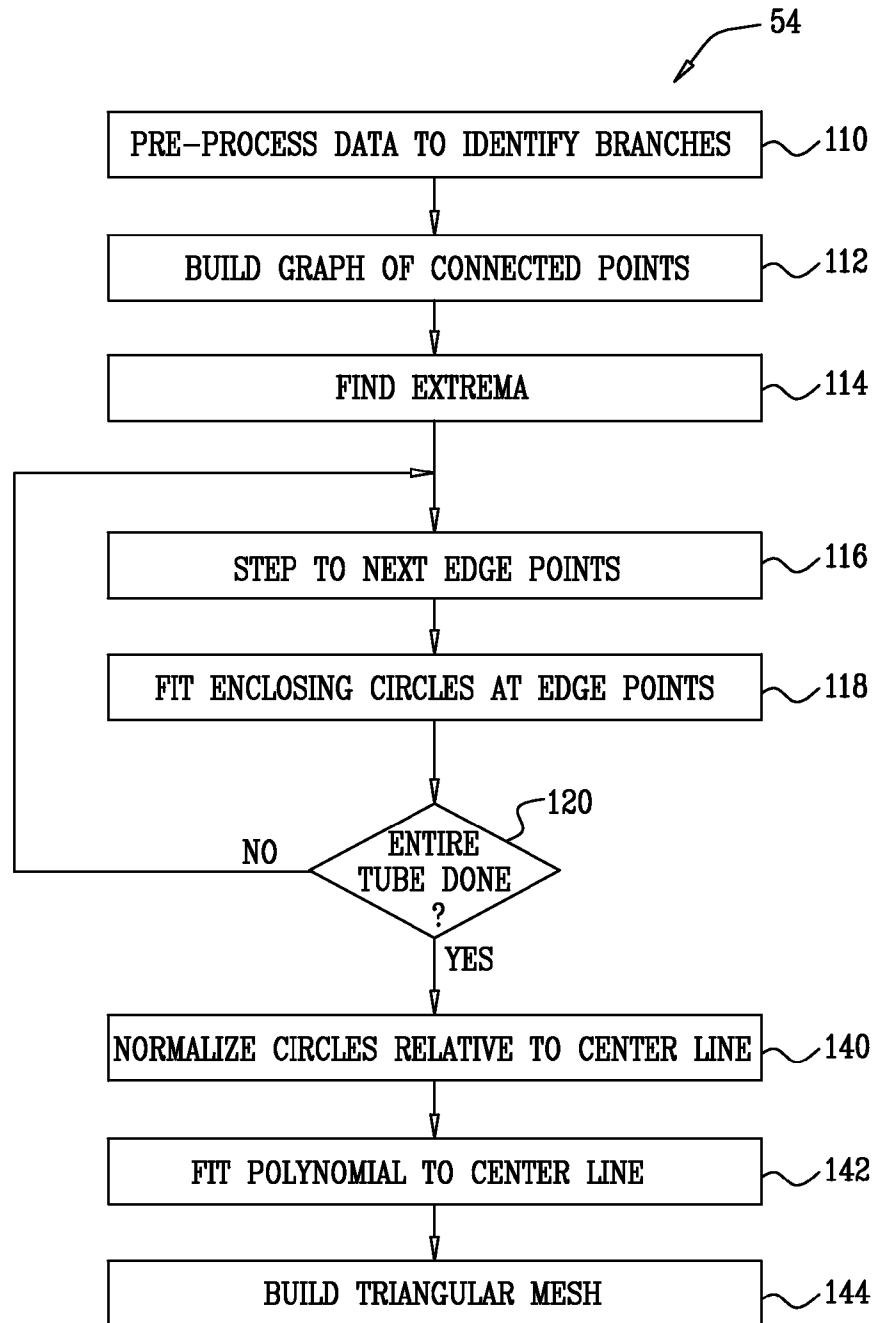 54
PRE-PROCESS DATA TO IDENTIFY BRANCHES
110
BUILD GRAPH OF CONNECTED POINTS
112
FIND EXTREMA
114
STEP TO NEXT EDGE POINTS
116
FIT ENCLOSING CIRCLES AT EDGE POINTS
118
120
NO
ENTIRE
TUBE DONE
?
YES
NORMALIZE CIRCLES RELATIVE TO CENTER LINE
140
FIT POLYNOMIAL TO CENTER LINE
142
BUILD TRIANGULAR MESH
144